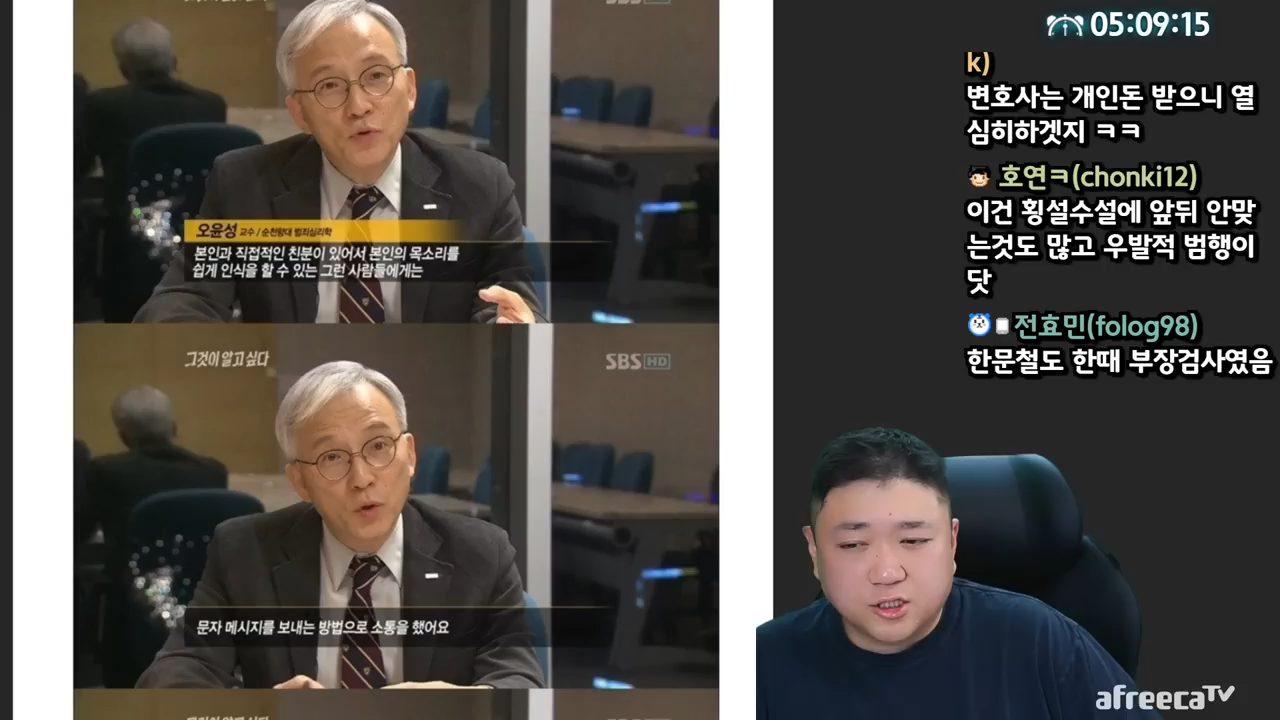 SBS HD
오윤성 교수 / 순천향대 범죄심리학
본인과 직접적인 친분이 있어서 본인의 목소리를
쉽게 인식을 할 수 있는 그런 사람들에게는
그것이 알고 싶다
SBS HD
문자 메시지를 보내는 방법으로 소통을 했어요
05:09:15
k)
변호사는 개인돈 받으니 열
심히하겟지 ㅋㅋ
호연ㅋ(chonki12)
이건 횡설수설에 앞뒤 안맞
는것도 많고 우발적 범행이
닷
전효민(folog98)
한문철도 한때 부장검사였음
afreecaTV